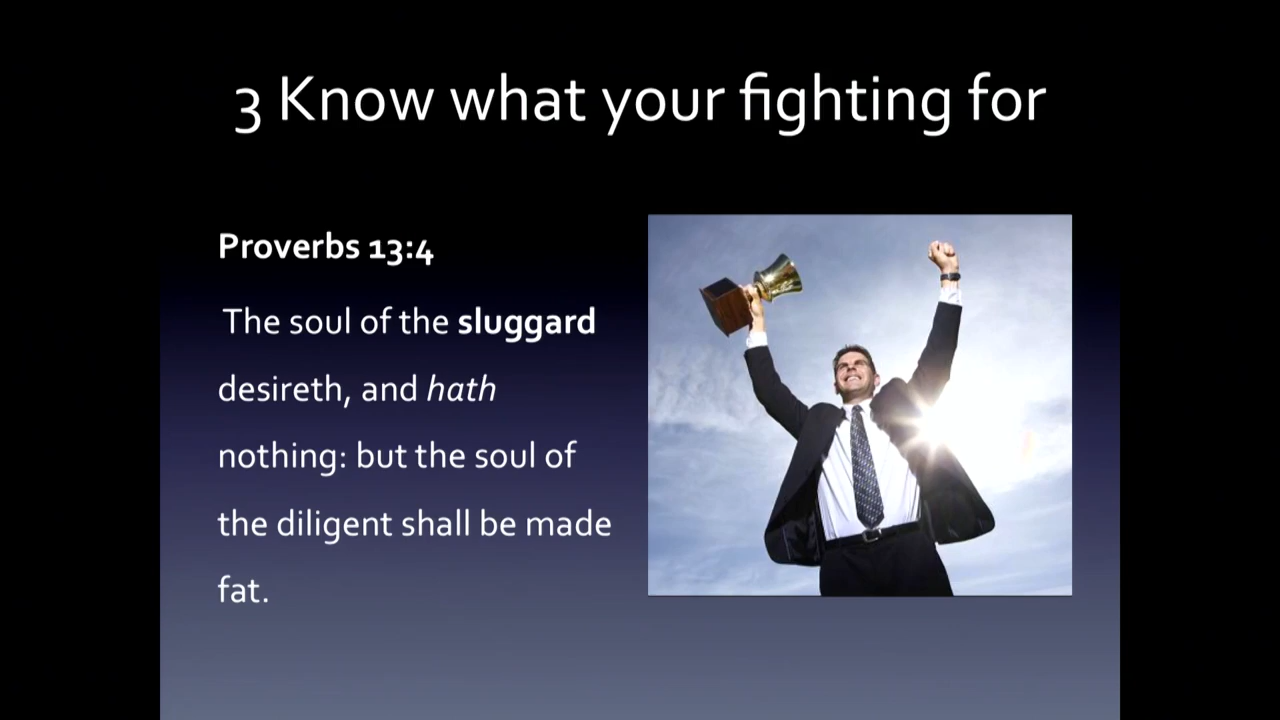 3 Know what your fighting for
Proverbs 13:4
The soul of the sluggard
desireth, and hath
nothing: but the soul of
the diligent shall be made
fat.